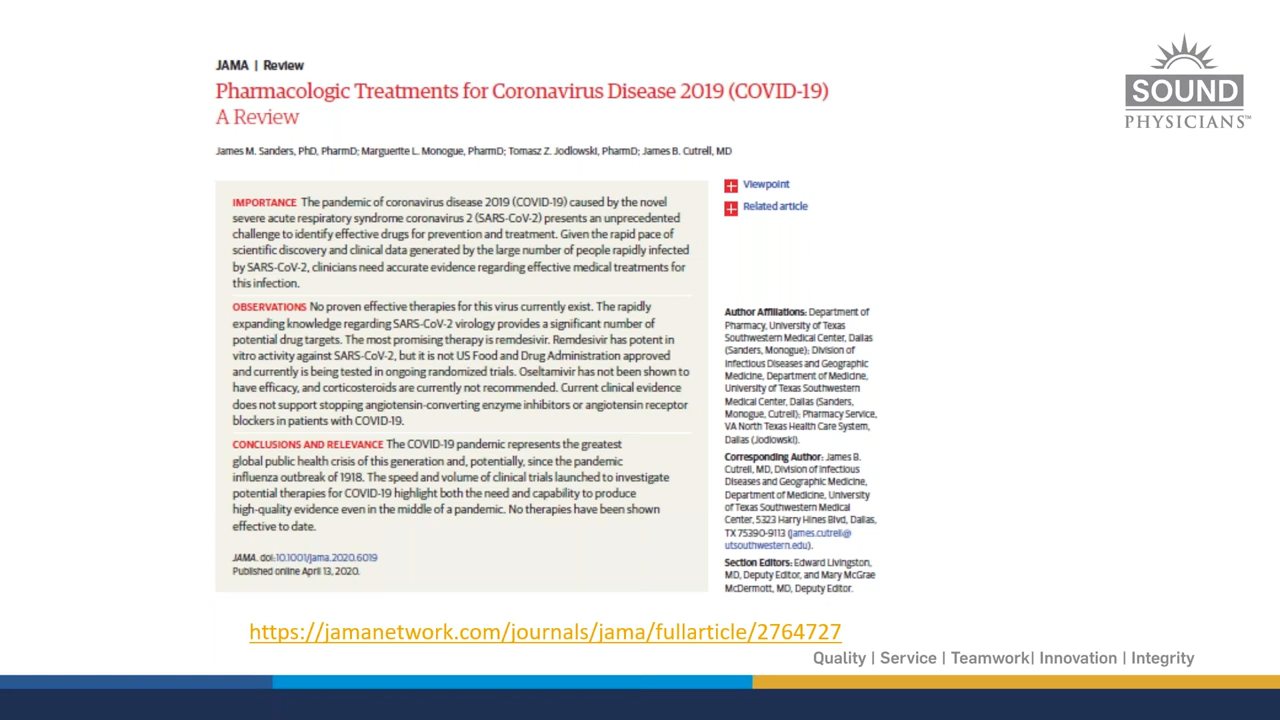 JAMA | Review
Pharmacologic Treatments for Coronavirus Disease 2019 (COVID-19)
A Review
James M. Sanders, PhD, PharmD; Marguerite L. Monogue, PharmD; Tomasz Z. Jodlowski, PharmD; James B. Cutrell, MD
IMPORTANCE The pandemic of coronavirus disease 2019 (COVID-19) caused by the novel
severe acute respiratory syndrome coronavirus 2 (SARS-CoV-2) presents an unprecedented
challenge to identify effective drugs for prevention and treatment. Given the rapid pace of
scientific discovery and clinical data generated by the large number of people rapidly infected
by SARS-CoV-2, clinicians need accurate evidence regarding effective medical treatments for
this infection.
OBSERVATIONS No proven effective therapies for this virus currently exist. The rapidly
expanding knowledge regarding SARS-CoV-2 virology provides a significant number of
potential drug targets. The most promising therapy is remdesivir. Remdesivir has potent in
vitro activity against SARS-CoV-2, but it is not US Food and Drug Administration approved
and currently is being tested in ongoing randomized trials. Oseltamivir has not been shown to
have efficacy, and corticosteroids are currently not recommended. Current clinical evidence
does not support stopping angiotensin-converting enzyme inhibitors or angiotensin receptor
blockers in patients with COVID-19.
CONCLUSIONS AND RELEVANCE The COVID-19 pandemic represents the greatest
global public health crisis of this generation and, potentially, since the pandemic
influenza outbreak of 1918. The speed and volume of clinical trials launched to investigate
potential therapies for COVID-19 highlight both the need and capability to produce
high-quality evidence even in the middle of a pandemic. No therapies have been shown
effective to date.
JAMA. doi:10.1001/jama.2020.6019
Published online April 13, 2020.
Viewpoint
Related article
Author Affiliations: Department of
Pharmacy, University of Texas
Southwestern Medical Center, Dallas
(Sanders, Monogue); Division of
Infectious Diseases and Geographic
Medicine, Department of Medicine,
University of Texas Southwestern
Medical Center, Dallas (Sanders,
Monogue, Cutrell); Pharmacy Service,
VA North Texas Health Care System,
Dallas (Jodlowski).
Corresponding Author: James B.
Cutrell, MD, Division of Infectious
Diseases and Geographic Medicine,
Department of Medicine, University
of Texas Southwestern Medical
Center, 5323 Harry Hines Blvd, Dallas,
TX 75390-9113 (james.cutrell@
utsouthwestern.edu).
Section Editors: Edward Livingston,
MD, Deputy Editor, and Mary McGrae
McDermott, MD, Deputy Editor.
SOUND
PHYSICIANS™
https://jamanetwork.com/journals/jama/fullarticle/2764727
Quality | Service | Teamwork| Innovation | Integrity